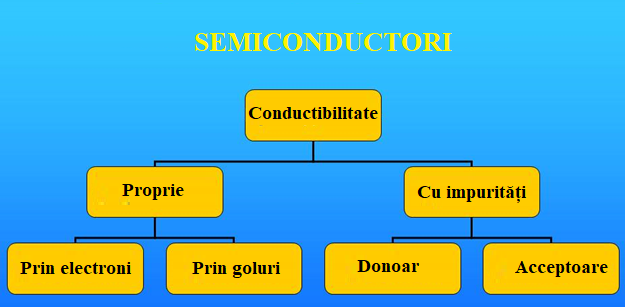 SEMICONDUCTORI
Conductibilitate
Proprie
Cu impurități
Prin electroni
Prin goluri
Donoar
Acceptoare